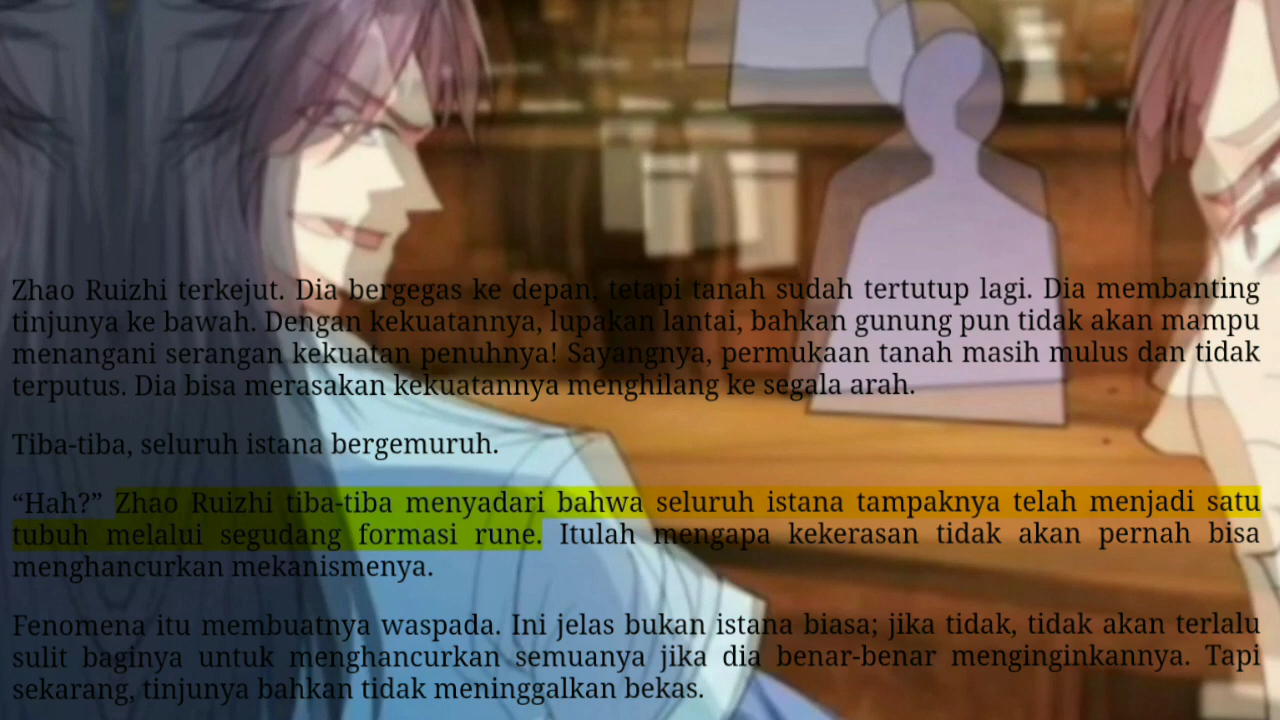 Zhao Ruizhi terkejut. Dia bergegas ke depan, tetapi tanah sudah tertutup lagi. Dia membanting
tinjunya ke bawah. Dengan kekuatannya, lupakan lantai, bahkan gunung pun tidak akan mampu
menangani serangan kekuatan penuhnya! Sayangnya, permukaan tanah masih mulus dan tidak
terputus. Dia bisa merasakan kekuatannya menghilang ke segala arah.
Tiba-tiba, seluruh istana bergemuruh.
“Hah?” Zhao Ruizhi tiba-tiba menyadari bahwa seluruh istana tampaknya telah menjadi satu
tubuh melalui segudang formasi rune. Itulah mengapa kekerasan tidak akan pernah bisa
menghancurkan mekanismenya.
Fenomena itu membuatnya waspada. Ini jelas bukan istana biasa; jika tidak, tidak akan terlalu
sulit baginya untuk menghancurkan semuanya jika dia benar-benar menginginkannya. Tapi
sekarang, tinjunya bahkan tidak meninggalkan bekas.